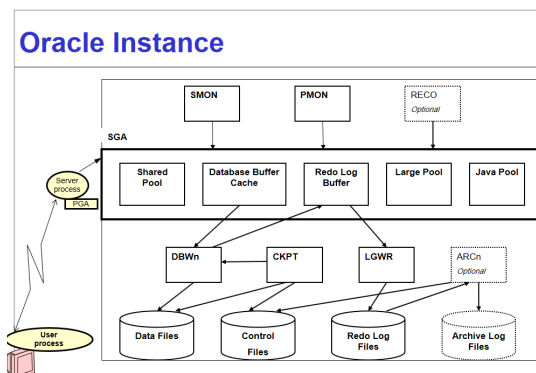 Oracle Instance
SMON
PMON
RECO
Optional
SGA
Shared
Pool
Database Buffer
Cache
Redo Log
Buffer
Large Pool
Java Pool
Server
process
PGA
DBWn
CKPT
LGWR
ARCn
Optional
User
process
Data Files
Control
Files
Redo Log
Files
Archive Log
Files